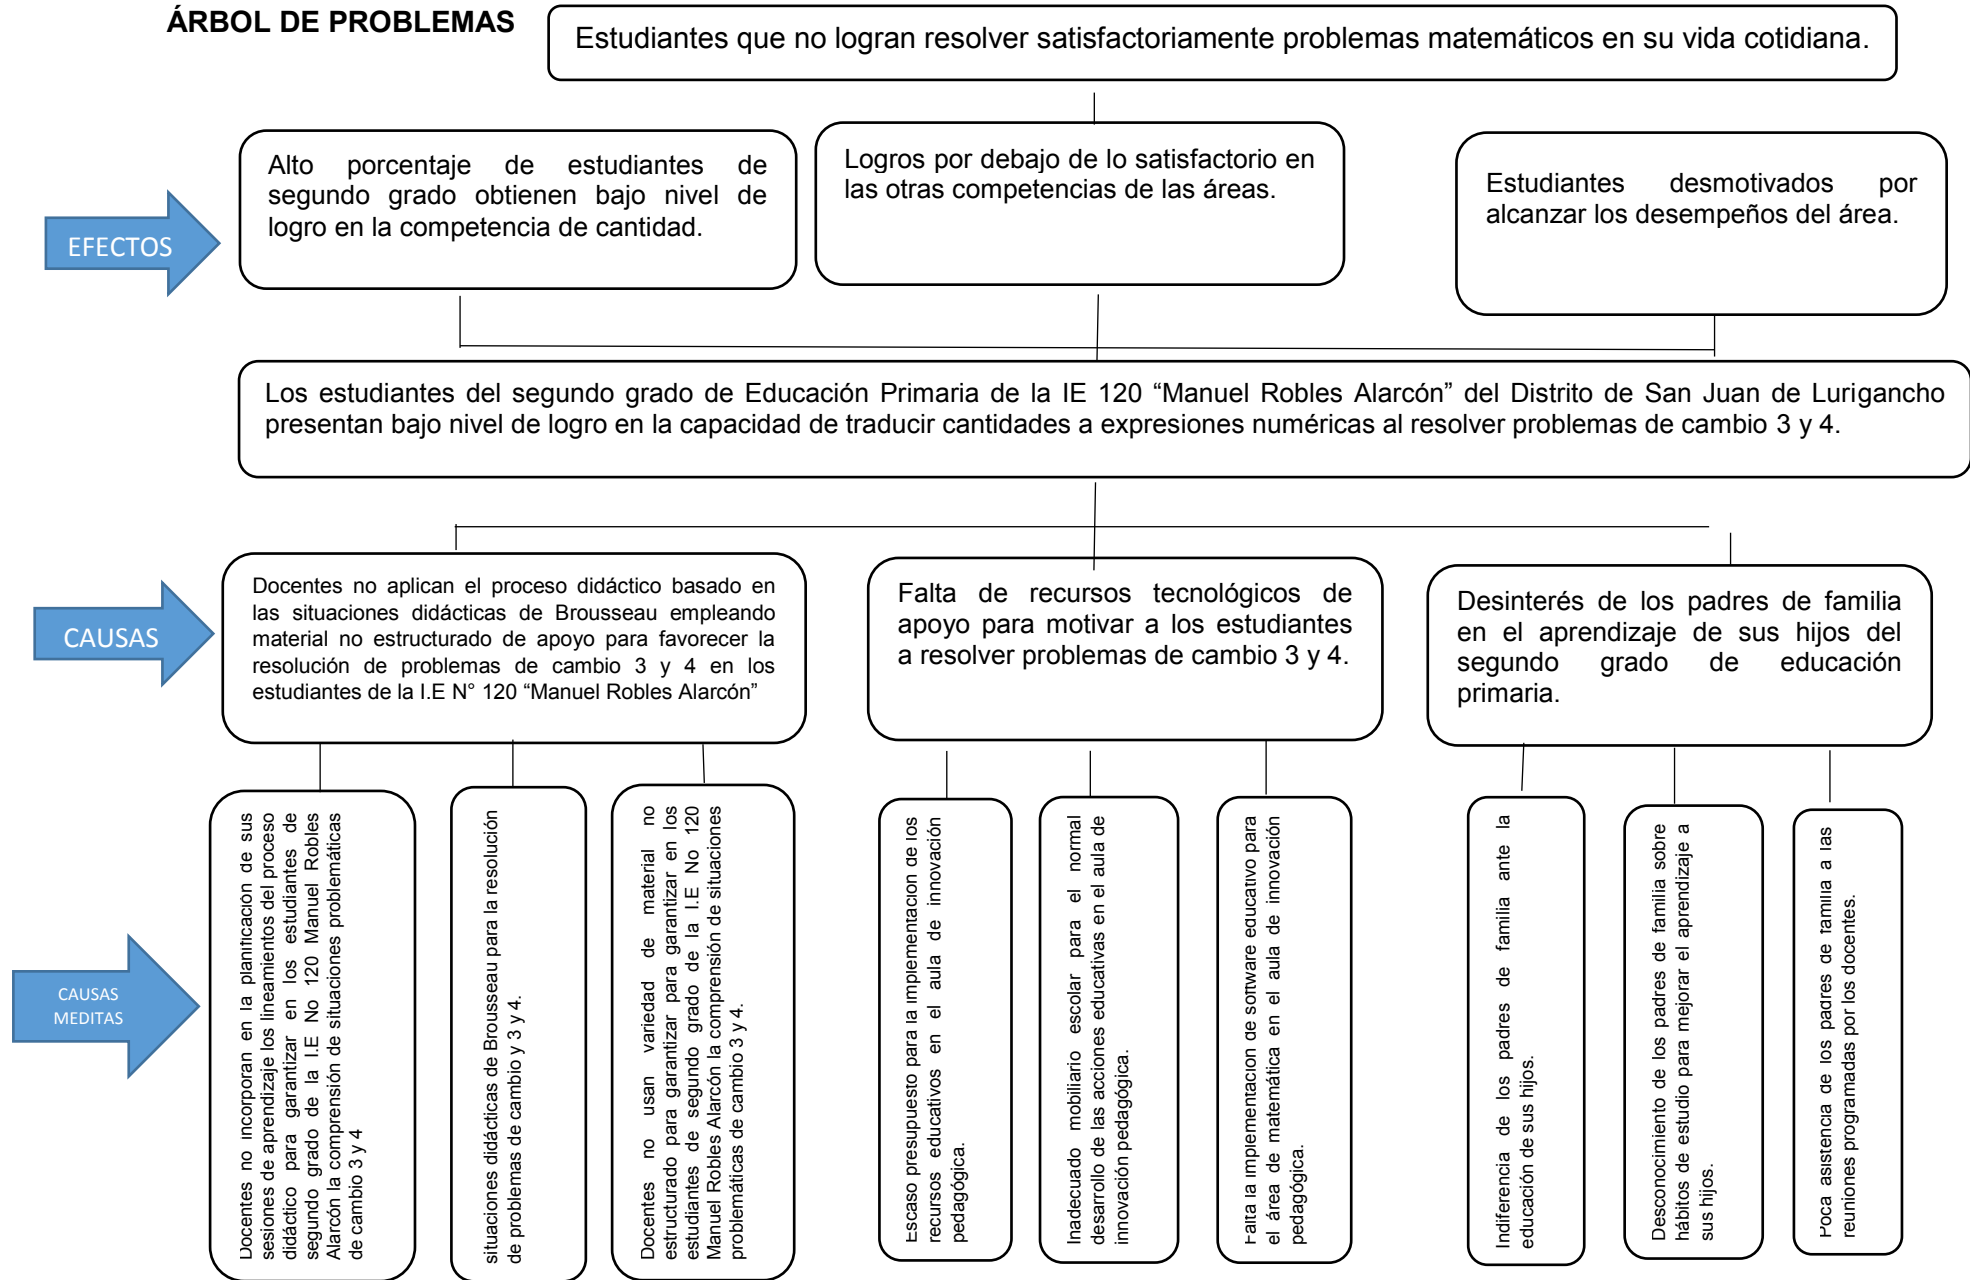 ÁRBOL DE PROBLEMAS
Estudiantes que no logran resolver satisfactoriamente problemas matemáticos en su vida cotidiana.
EFECTOS
Alto porcentaje de estudiantes de
segundo grado obtienen bajo nivel de
logro en la competencia de cantidad.
Logros por debajo de lo satisfactorio en
las otras competencias de las áreas.
Estudiantes desmotivados por
alcanzar los desempeños del área.
Los estudiantes del segundo grado de Educación Primaria de la IE 120 “Manuel Robles Alarcón” del Distrito de San Juan de Lurigancho
presentan bajo nivel de logro en la capacidad de traducir cantidades a expresiones numéricas al resolver problemas de cambio 3 y 4.
CAUSAS
Docentes no aplican el proceso didáctico basado en
las situaciones didácticas de Brousseau empleando
material no estructurado de apoyo para favorecer la
resolución de problemas de cambio 3 y 4 en los
estudiantes de la I.E N° 120 “Manuel Robles Alarcón”
Falta de recursos tecnológicos de
apoyo para motivar a los estudiantes
a resolver problemas de cambio 3 y 4.
Desinterés de los padres de familia
en el aprendizaje de sus hijos del
segundo grado de educación
primaria.
CAUSAS
MEDITAS
Docentes no incorporan en la planificación de sus
sesiones de aprendizaje los lineamientos del proceso
didáctico para garantizar en los estudiantes de
segundo grado de la I.E No 120 Manuel Robles
Alarcón la comprensión de situaciones problemáticas
de cambio 3 y 4
situaciones didácticas de Brousseau para la resolución
de problemas de cambio y 3 y 4.
Docentes no usan variedad de material no
estructurado para garantizar para garantizar en los
estudiantes de segundo grado de la I.E No 120
Manuel Robles Alarcón la comprensión de situaciones
problemáticas de cambio 3 y 4.
Escaso presupuesto para la implementacion de los
recursos educativos en el aula de innovación
pedagógica.
Inadecuado mobiliario escolar para el normal
desarrollo de las acciones educativas en el aula de
innovación pedagógica.
Falta la implementacion de software educativo para
el área de matemática en el aula de innovación
pedagógica.
Indiferencia de los padres de familia ante la
educación de sus hijos.
Desconocimiento de los padres de familia sobre
hábitos de estudio para mejorar el aprendizaje a
sus hijos.
Poca asistencia de los padres de familia a las
reuniones programadas por los docentes.